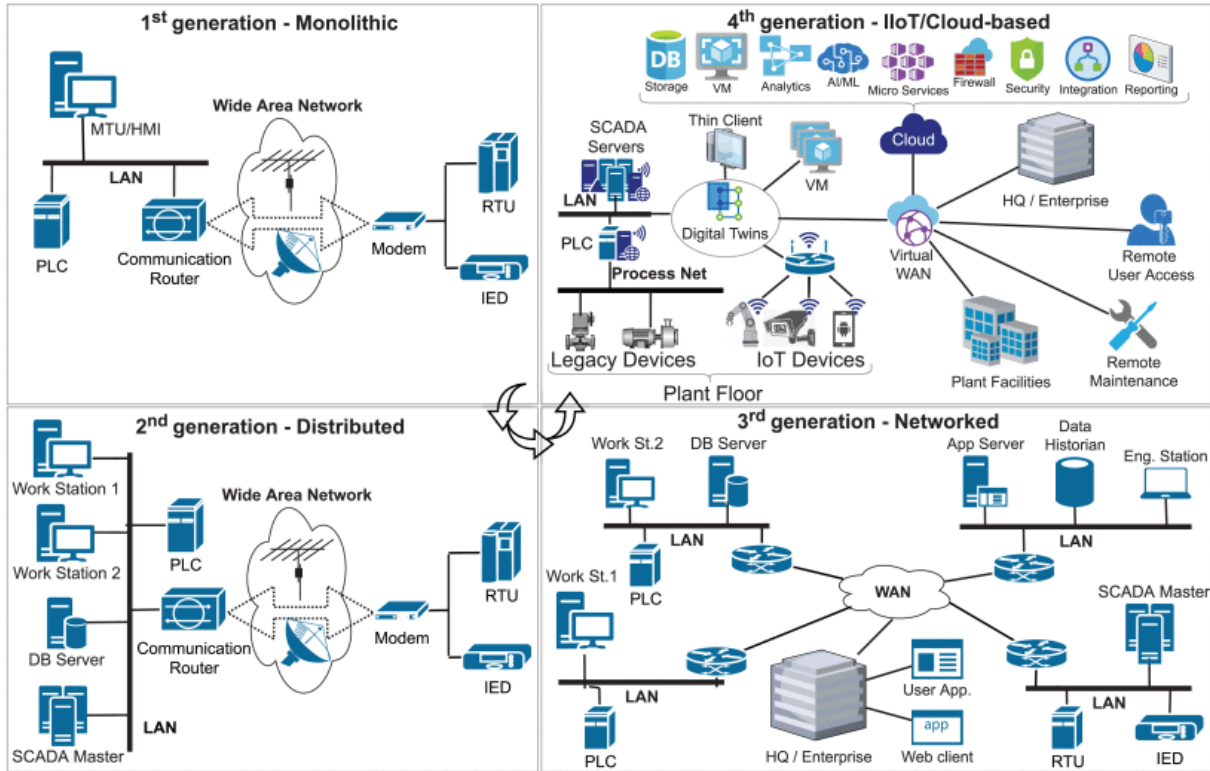 1st generation - Monolithic
MTU/HMI
Wide Area Network
LAN
PLC
Communication
Router
Modem
RTU
IED
4th generation - IIoT/Cloud-based
DB
Storage
VM
Analytics
AI/ML
Micro Services
Firewall
Security
Integration
Reporting
SCADA
Servers
Thin Client
VM
Cloud
HQ / Enterprise
LAN
PLC
Digital Twins
Virtual
WAN
Remote
User Access
Process Net
Legacy Devices
IoT Devices
Plant Floor
Plant Facilities
Remote
Maintenance
2nd generation - Distributed
Work Station 1
Work Station 2
DB Server
SCADA Master
LAN
PLC
Communication
Router
Wide Area Network
Modem
RTU
IED
3rd generation - Networked
Work St.2
DB Server
LAN
PLC
App Server
Data
Historian
Eng. Station
LAN
Work St.1
LAN
PLC
WAN
HQ / Enterprise
User App.
app
Web client
SCADA Master
LAN
RTU
IED